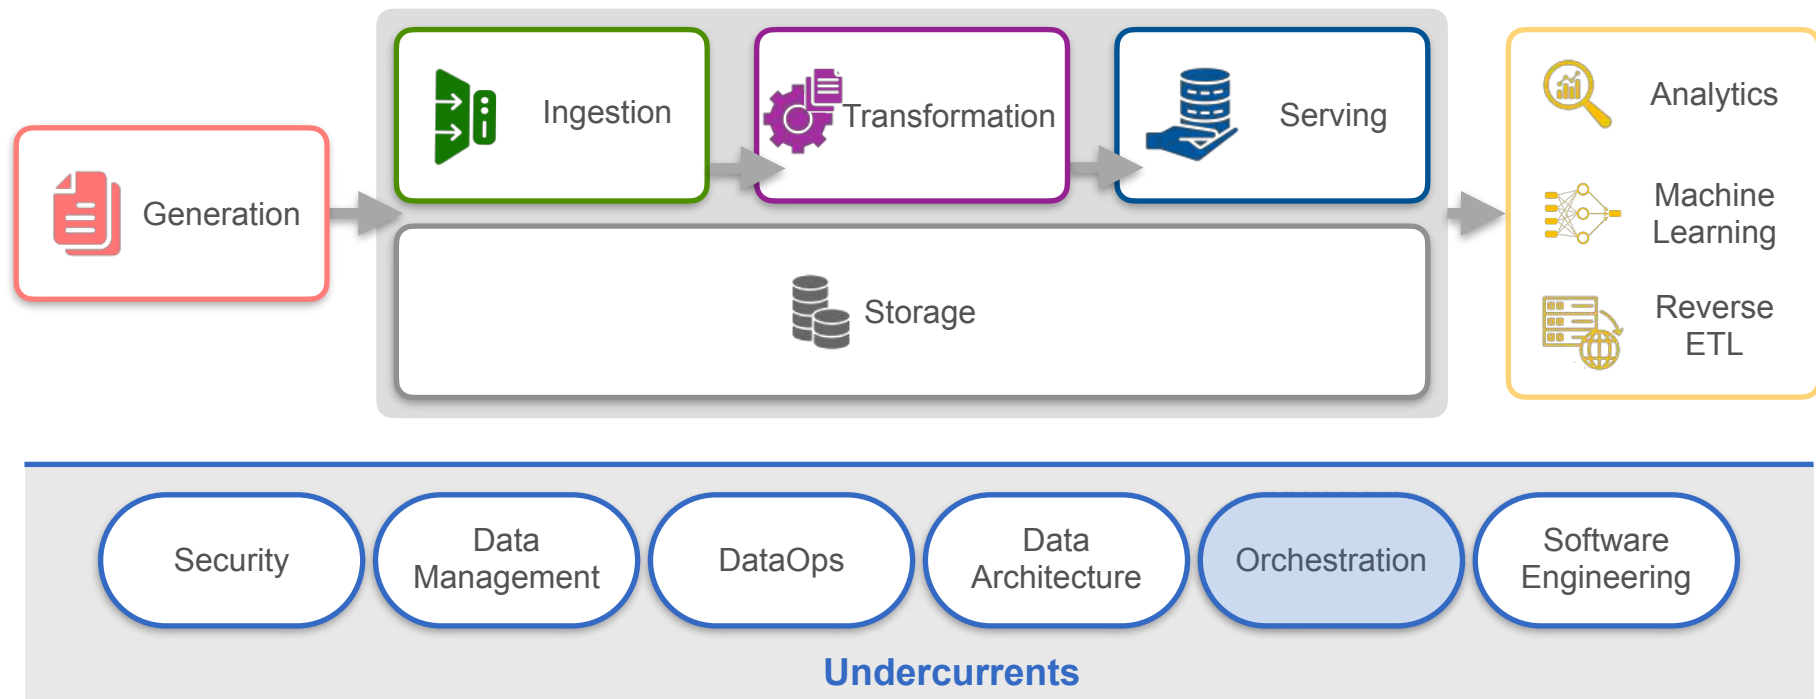 Generation
Ingestion
Transformation
Serving
Storage
Analytics
Machine
Learning
Reverse
ETL
Security
Data
Management
DataOps
Data
Architecture
Orchestration
Software
Engineering
Undercurrents